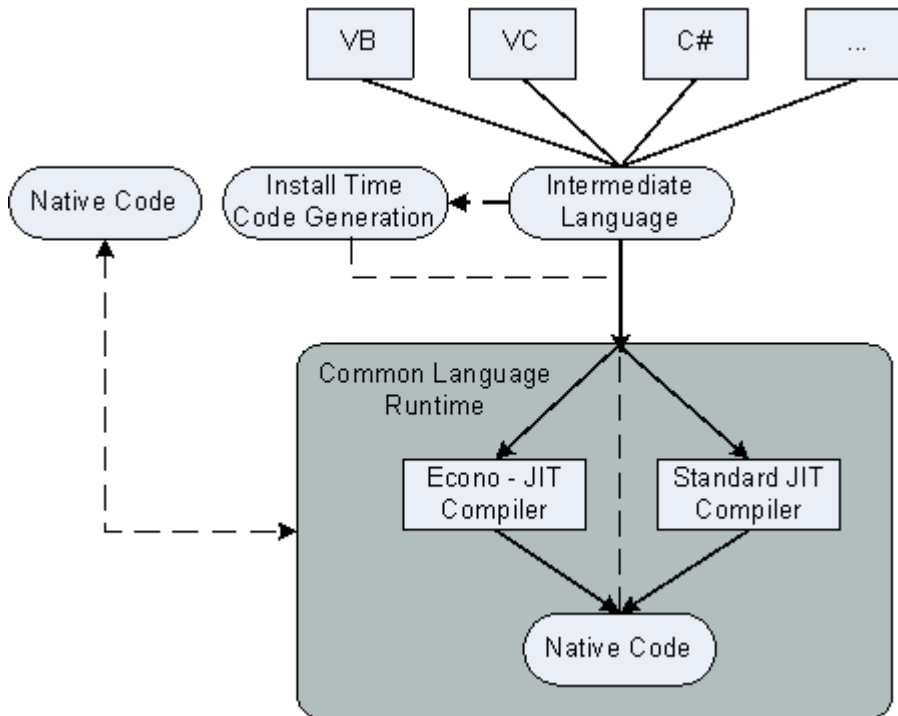 VB
VC
C#
...
Native Code
Install Time
Code Generation
Intermediate
Language
Common Language
Runtime
Econo - JIT
Compiler
Standard JIT
Compiler
Native Code